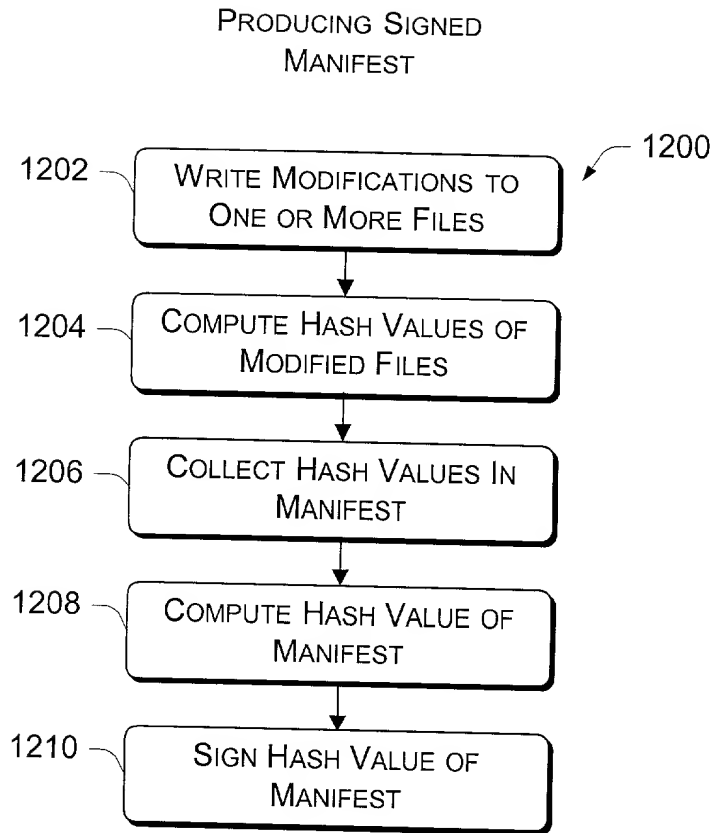 PRODUCING SIGNED
MANIFEST
1200
1202
WRITE MODIFICATIONS TO
ONE OR MORE FILES
1204
COMPUTE HASH VALUES OF
MODIFIED FILES
1206
COLLECT HASH VALUES IN
MANIFEST
1208
COMPUTE HASH VALUE OF
MANIFEST
1210
SIGN HASH VALUE OF
MANIFEST